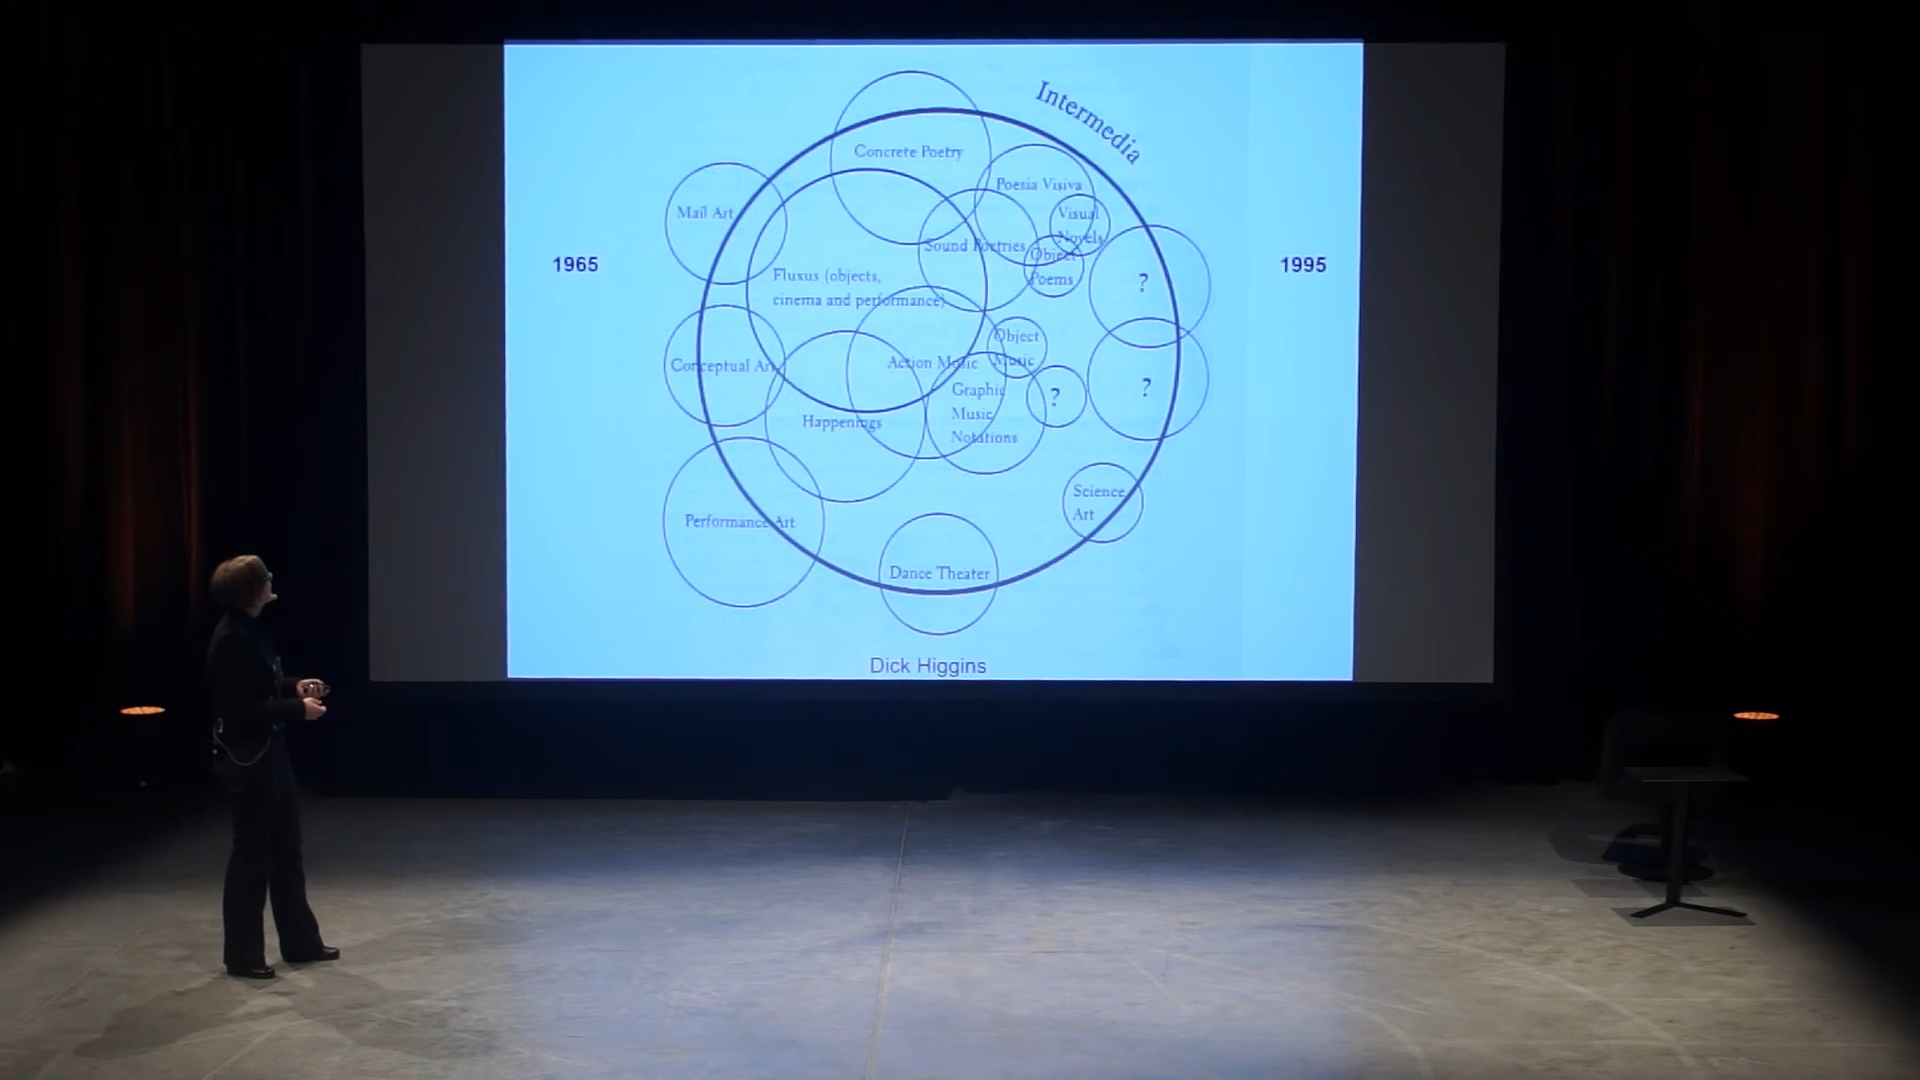 Intermedia
Concrete Poetry
Poesia Visiva
Mail Art
Visual
Novels
Sound Poetries
Object
Poems
1965
1995
Fluxus (objects,
cinema and performance)
?
Object
Music
Conceptual Art
Action Music
Graphic
Music
Notations
?
?
Happenings
Science
Art
Performance Art
Dance Theater
Dick Higgins